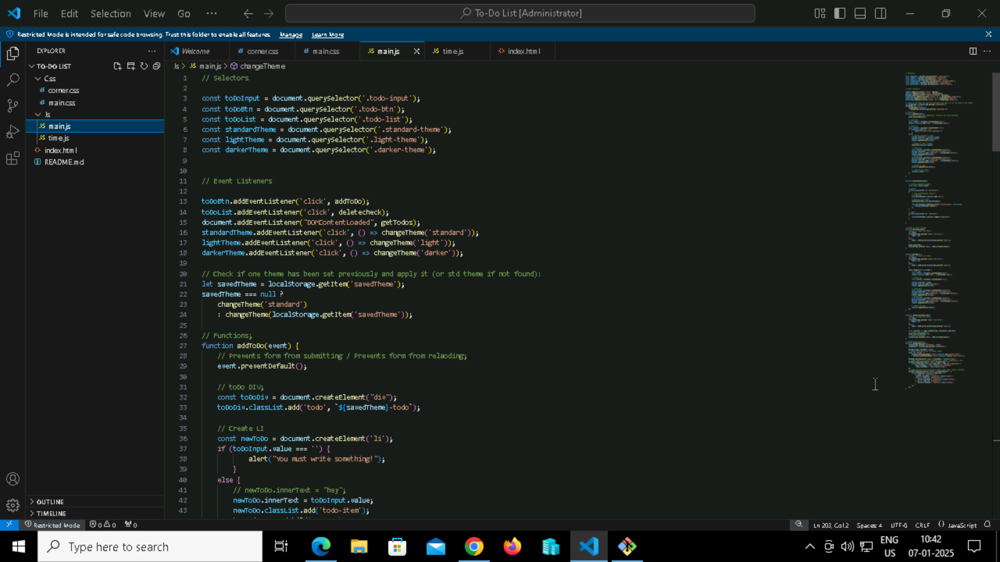 File Edit Selection View Go ··· To-Do List [Administrator]
Restricted Mode is intended for safe code browsing. Trust this folder to enable all features. Manage Learn More
EXPLORER ···
Welcome # corner.css # main.css JS main.js JS time.js <> index.html
TO-DO LIST
Js > JS main.js > changeTheme
Css
# corner.css
# main.css
Js
JS main.js
JS time.js
<> index.html
README.md
OUTLINE
TIMELINE
1 // Selectors
2
3 const toDoInput = document.querySelector('.todo-input');
4 const toDoBtn = document.querySelector('.todo-btn');
5 const toDoList = document.querySelector('.todo-list');
6 const standardTheme = document.querySelector('.standard-theme');
7 const lightTheme = document.querySelector('.light-theme');
8 const darkerTheme = document.querySelector('.darker-theme');
9
10
11 // Event Listeners
12
13 toDoBtn.addEventListener('click', addToDo);
14 toDoList.addEventListener('click', deletecheck);
15 document.addEventListener("DOMContentLoaded", getTodos);
16 standardTheme.addEventListener('click', () => changeTheme('standard'));
17 lightTheme.addEventListener('click', () => changeTheme('light'));
18 darkerTheme.addEventListener('click', () => changeTheme('darker'));
19
20 // Check if one theme has been set previously and apply it (or std theme if not found):
21 let savedTheme = localStorage.getItem('savedTheme');
22 savedTheme === null ?
23 changeTheme('standard')
24 : changeTheme(localStorage.getItem('savedTheme'));
25
26 // Functions;
27 function addToDo(event) {
28 // Prevents form from submitting / Prevents form from relaoding;
29 event.preventDefault();
30
31 // toDo DIV;
32 const toDoDiv = document.createElement("div");
33 toDoDiv.classList.add('todo', `${savedTheme}-todo`);
34
35 // Create LI
36 const newToDo = document.createElement('li');
37 if (toDoInput.value === '') {
38 alert("You must write something!");
39 }
40 else {
41 // newToDo.innerText = "hey";
42 newToDo.innerText = toDoInput.value;
43 newToDo.classList.add('todo-item');
Restricted Mode 0 0 0 Ln 203, Col 2 Spaces: 4 UTF-8 CRLF {} JavaScript
Type here to search
ENG
US
10:42
07-01-2025